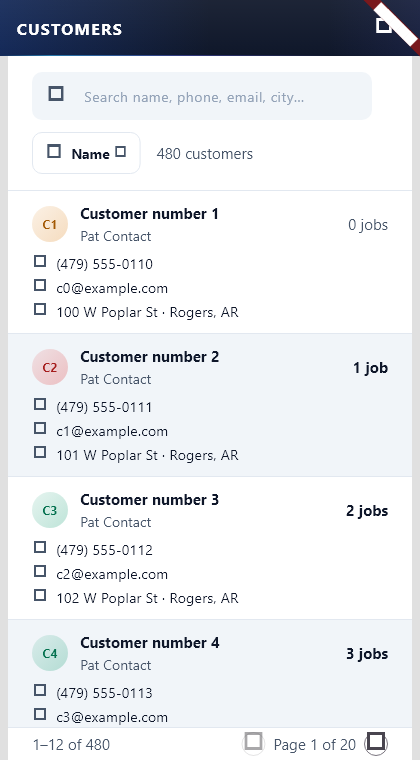 CUSTOMERS
Search name, phone, email, city...
Name
480 customers
C1
Customer number 1
0 jobs
Pat Contact
(479) 555-0110
c0@example.com
100 W Poplar St · Rogers, AR
C2
Customer number 2
1 job
Pat Contact
(479) 555-0111
c1@example.com
101 W Poplar St · Rogers, AR
C3
Customer number 3
2 jobs
Pat Contact
(479) 555-0112
c2@example.com
102 W Poplar St · Rogers, AR
C4
Customer number 4
3 jobs
Pat Contact
(479) 555-0113
c3@example.com
1–12 of 480
Page 1 of 20